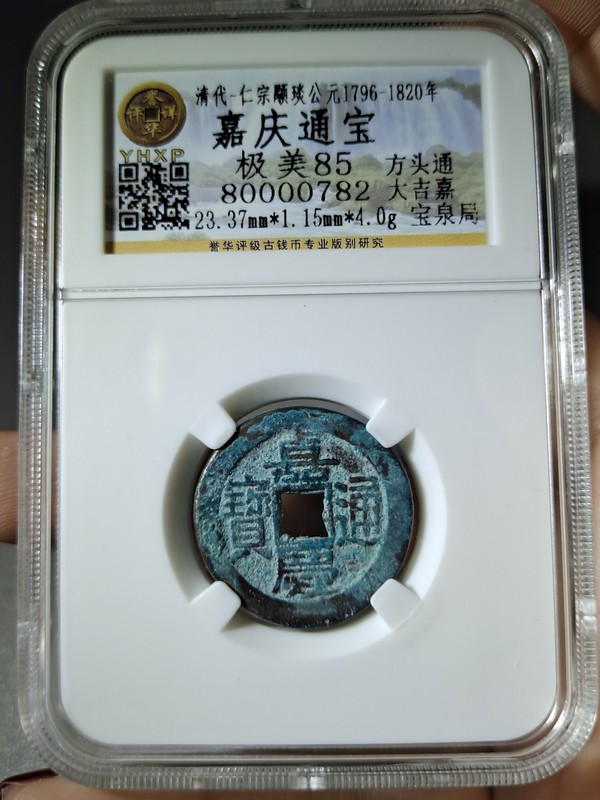 清代-仁宗颙琰公元1796-1820年
嘉庆通宝
极美85 方头通
80000782 大吉嘉
23.37mm*1.15mm*4.0g 宝泉局
YHXP
誉华评级古钱币专业版别研究
嘉慶通寶